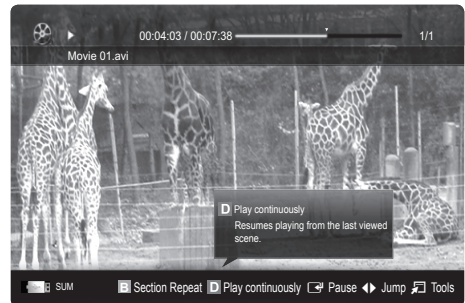 00:04:03 / 00:07:38 1/1
Movie 01.avi
D Play continuously
Resumes playing from the last viewed
scene.
SUM B Section Repeat D Play continuously Pause Jump Tools